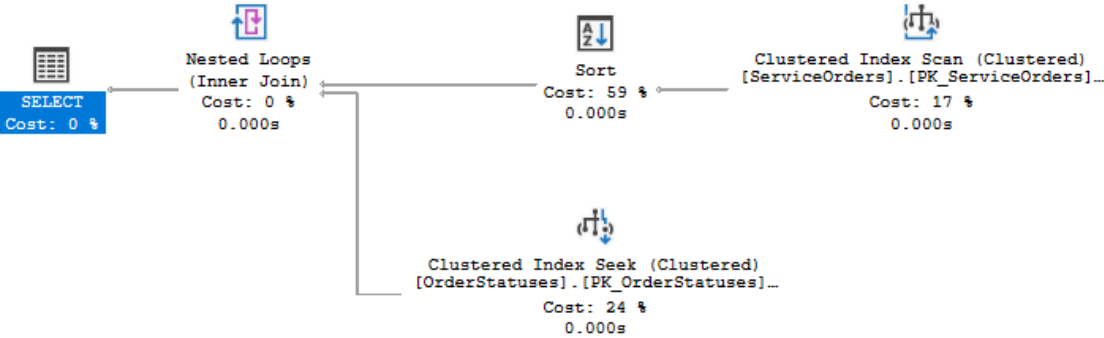 SELECT
Cost: 0 %
Nested Loops
(Inner Join)
Cost: 0 %
0.000s
A
Z
Sort
Cost: 59 %
0.000s
Clustered Index Scan (Clustered)
[ServiceOrders].[PK_ServiceOrders]…
Cost: 17 %
0.000s
Clustered Index Seek (Clustered)
[OrderStatuses].[PK_OrderStatuses]…
Cost: 24 %
0.000s